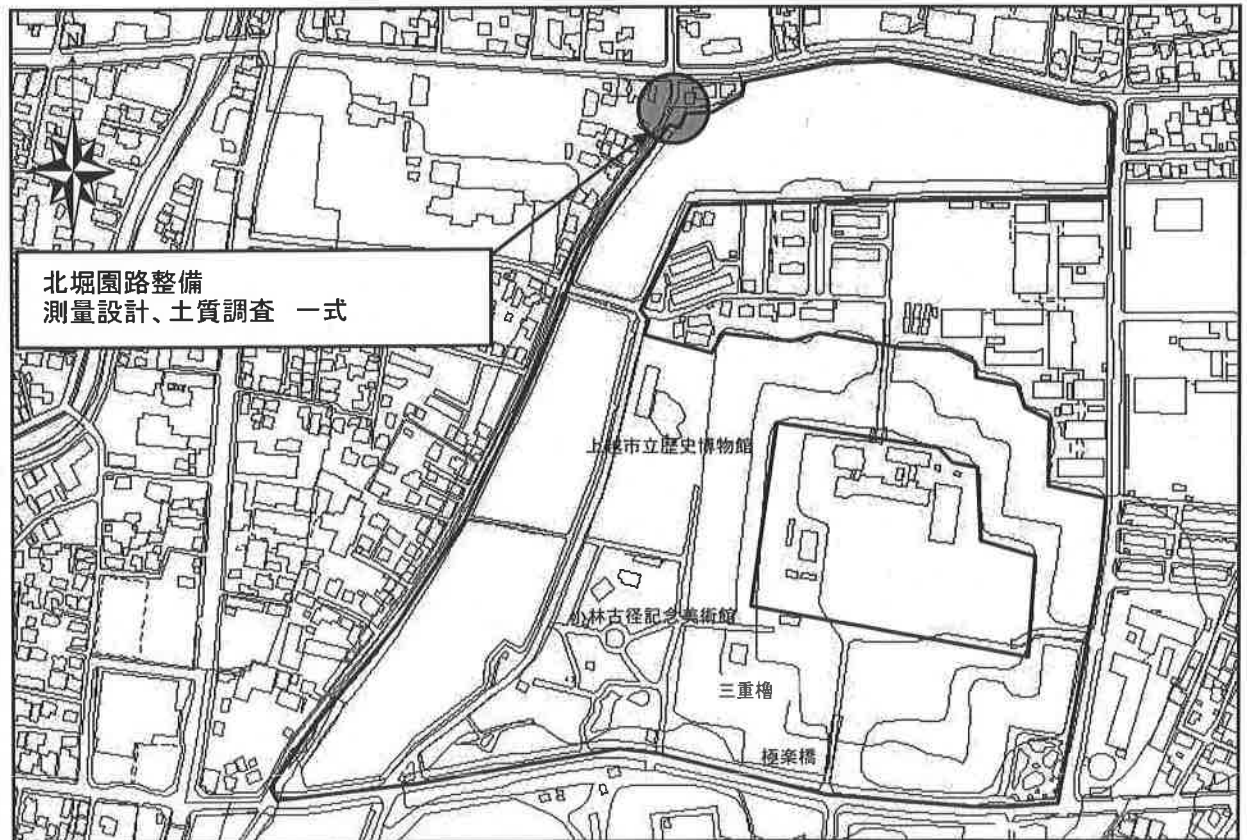 北堀園路整備
測量設計、土質調査　一式
上越市立歴史博物館
小林古径記念美術館
三重櫓
極楽橋